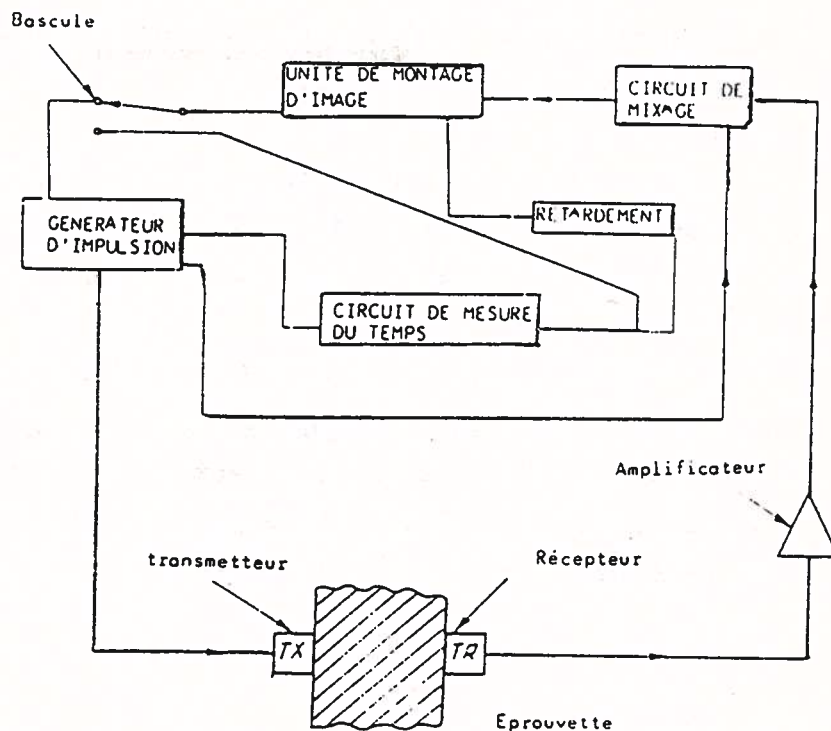 Bascule
UNITE DE MONTAGE
D'IMAGE
CIRCUIT DE
MIXAGE
GENERATEUR
D'IMPULSION
RETARDEMENT
CIRCUIT DE MESURE
DU TEMPS
Amplificateur
transmetteur
Récepteur
TX
TR
Eprouvette